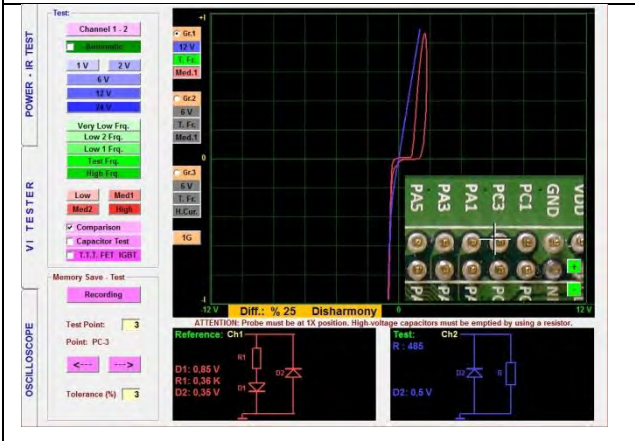 POWER - IR TEST
VI TESTER
OSCILLOSCOPE
Test:
Channel 1 - 2
Automatic
1 V
2 V
6 V
12 V
24 V
Very Low Frq.
Low 2 Frq.
Low 1 Frq.
Test Frq.
High Frq.
Low
Med1
Med2
High
Comparison
Capacitor Test
T.T.T. FET IGBT
Memory Save - Test
Recording
Test Point:
3
Point: PC-3
<---
--->
Tolerance (%)
3
Gr.1
12 V
T. Fr.
Med.1
Gr.2
6 V
T. Fr.
Med.1
Gr.3
6 V
T. Fr.
H.Cur.
1G
+I
0
-I
-12 V
0
12 V
PA5
PA3
PA1
PC3
PC1
GND
VDD
+
-
Diff.: % 25 Disharmony
ATTENTION: Probe must be at 1X position. High-voltage capacitors must be emptied by using a resistor.
Reference: Ch1
R1
D1
D2
D1: 0,85 V
R1: 0,36 K
D2: 0,35 V
Test: Ch2
R : 485
D2
R
D2: 0,5 V